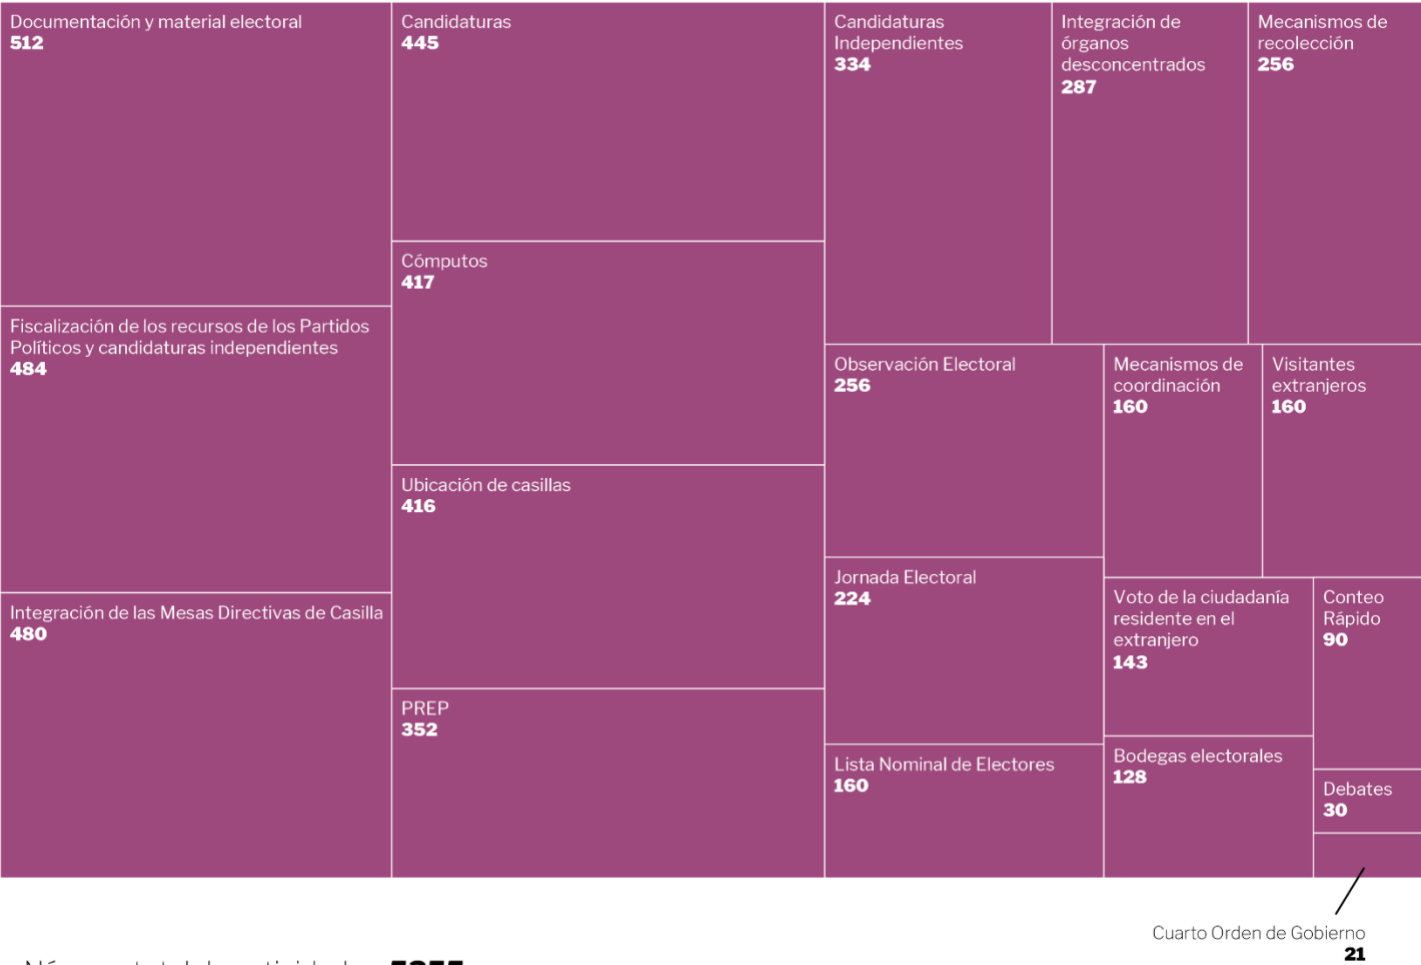 Documentación y material electoral
512
Fiscalización de los recursos de los Partidos
Políticos y candidaturas independientes
484
Integración de las Mesas Directivas de Casilla
480
Candidaturas
445
Cómputos
417
Ubicación de casillas
416
PREP
352
Candidaturas
Independientes
334
Integración de
órganos
desconcentrados
287
Mecanismos de
recolección
256
Observación Electoral
256
Mecanismos de
coordinación
160
Visitantes
extranjeros
160
Jornada Electoral
224
Voto de la ciudadanía
residente en el
extranjero
143
Conteo
Rápido
90
Lista Nominal de Electores
160
Bodegas electorales
128
Debates
30
Cuarto Orden de Gobierno
21